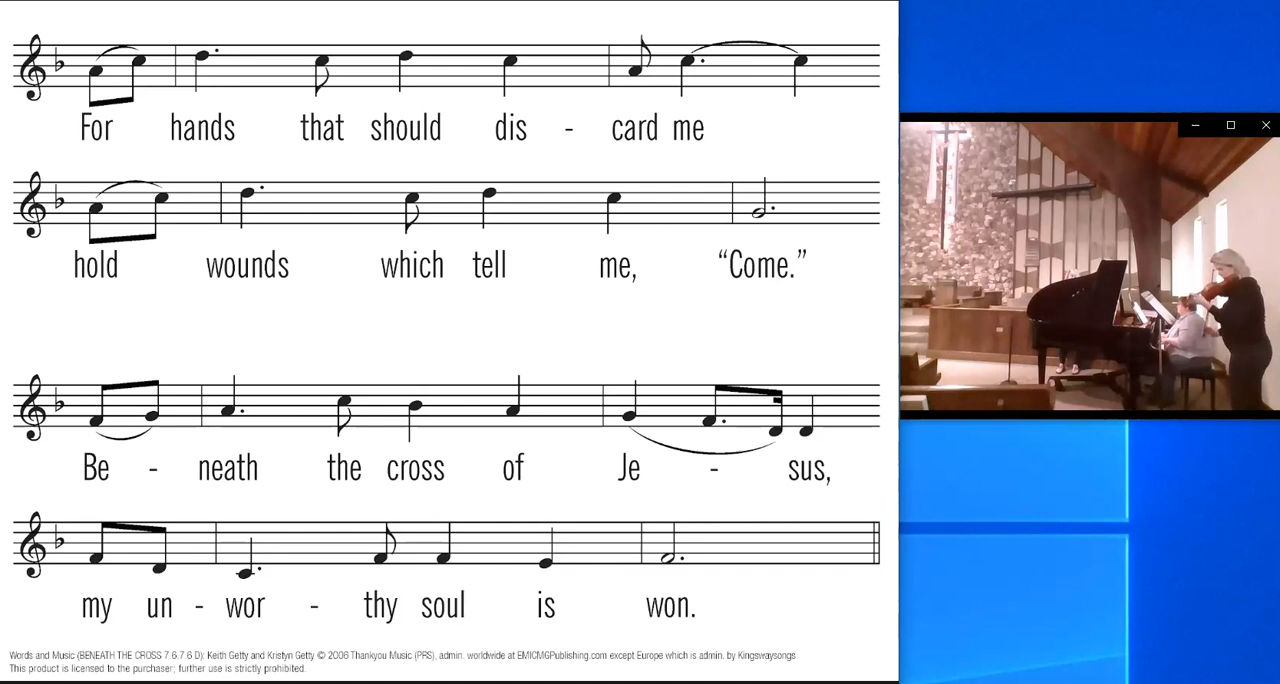 For hands that should dis - card me
hold wounds which tell me, “Come.”
Be - neath the cross of Je - sus,
my un - wor - thy soul is won.
Words and Music (BENEATH THE CROSS 7.6.7.6 D): Keith Getty and Kristyn Getty © 2006 Thankyou Music (PRS), admin. worldwide at EMICMGPublishing.com except Europe which is admin. by Kingswaysongs
This product is licensed to the purchaser; further use is strictly prohibited.